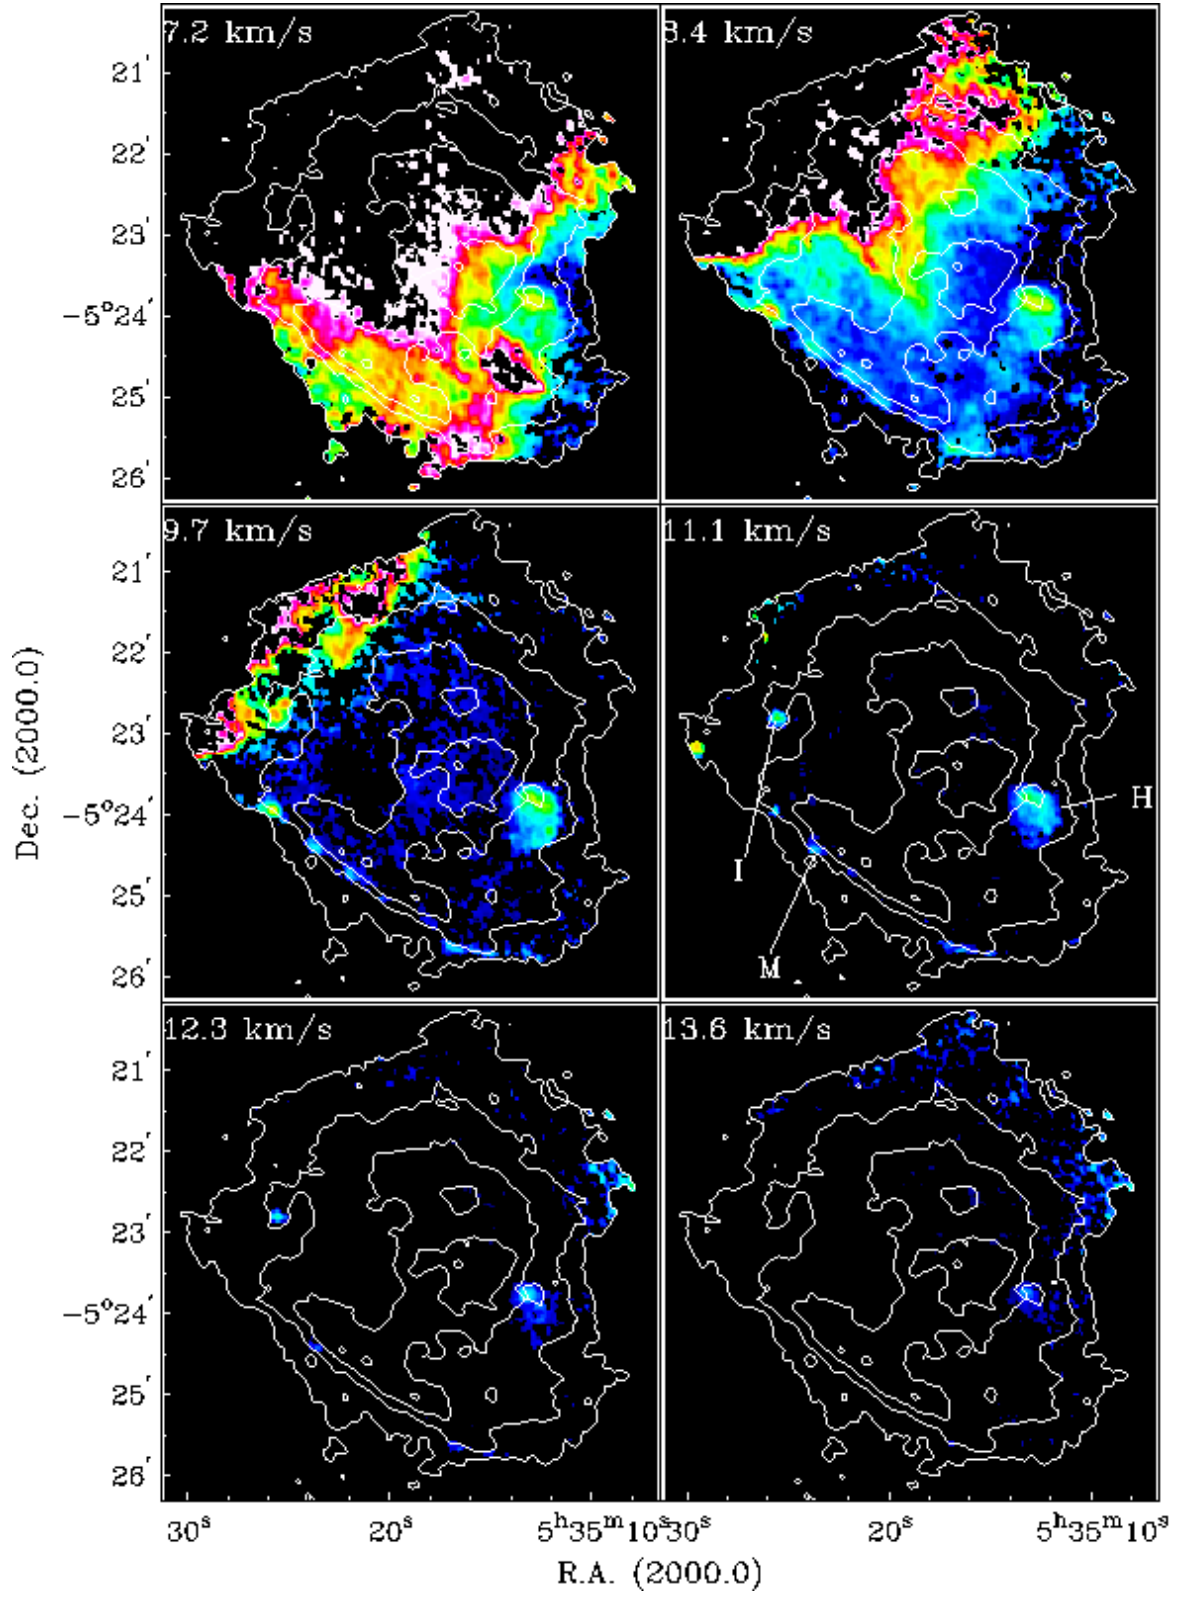 7.2 km/s 8.4 km/s
21′
22′
23′
−5°24′
25′
26′
9.7 km/s 11.1 km/s
21′
22′
23′
−5°24′
25′
26′
H
I
M
Dec. (2000.0)
12.3 km/s 13.6 km/s
21′
22′
23′
−5°24′
25′
26′
30ˢ 20ˢ 5ʰ35ᵐ10ˢ 30ˢ 20ˢ 5ʰ35ᵐ10ˢ
R.A. (2000.0)